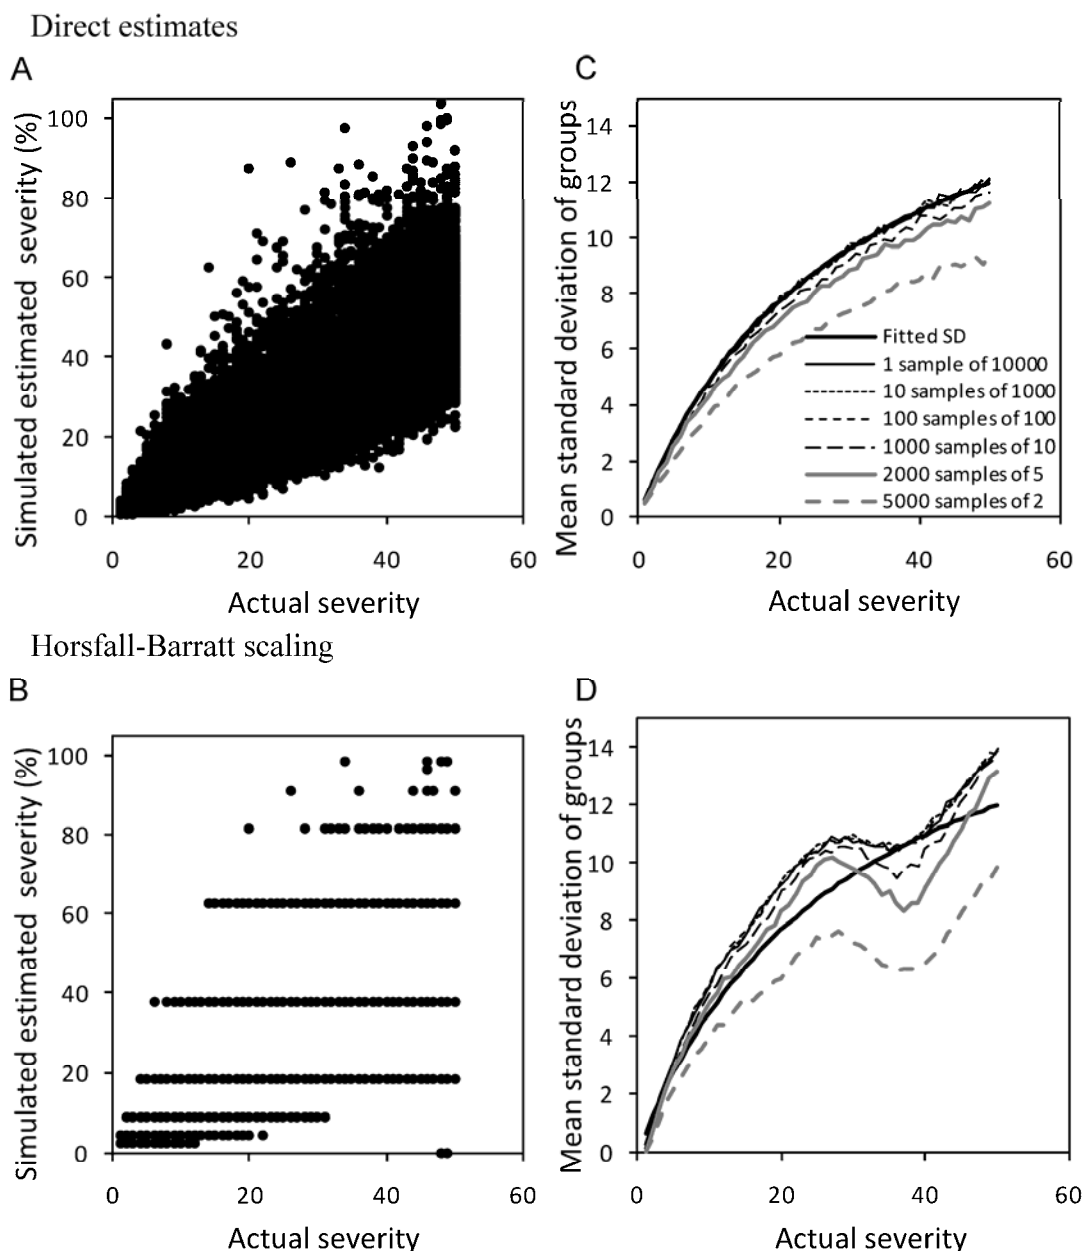 Direct estimates
A
C
Simulated estimated severity (%)
100
80
60
40
20
0
0
20
40
60
Actual severity
Mean standard deviation of groups
14
12
10
8
6
4
2
0
0
20
40
60
Actual severity
Fitted SD
1 sample of 10000
10 samples of 1000
100 samples of 100
1000 samples of 10
2000 samples of 5
5000 samples of 2
Horsfall-Barratt scaling
B
D
Simulated estimated severity (%)
100
80
60
40
20
0
0
20
40
60
Actual severity
Mean standard deviation of groups
14
12
10
8
6
4
2
0
0
20
40
60
Actual severity